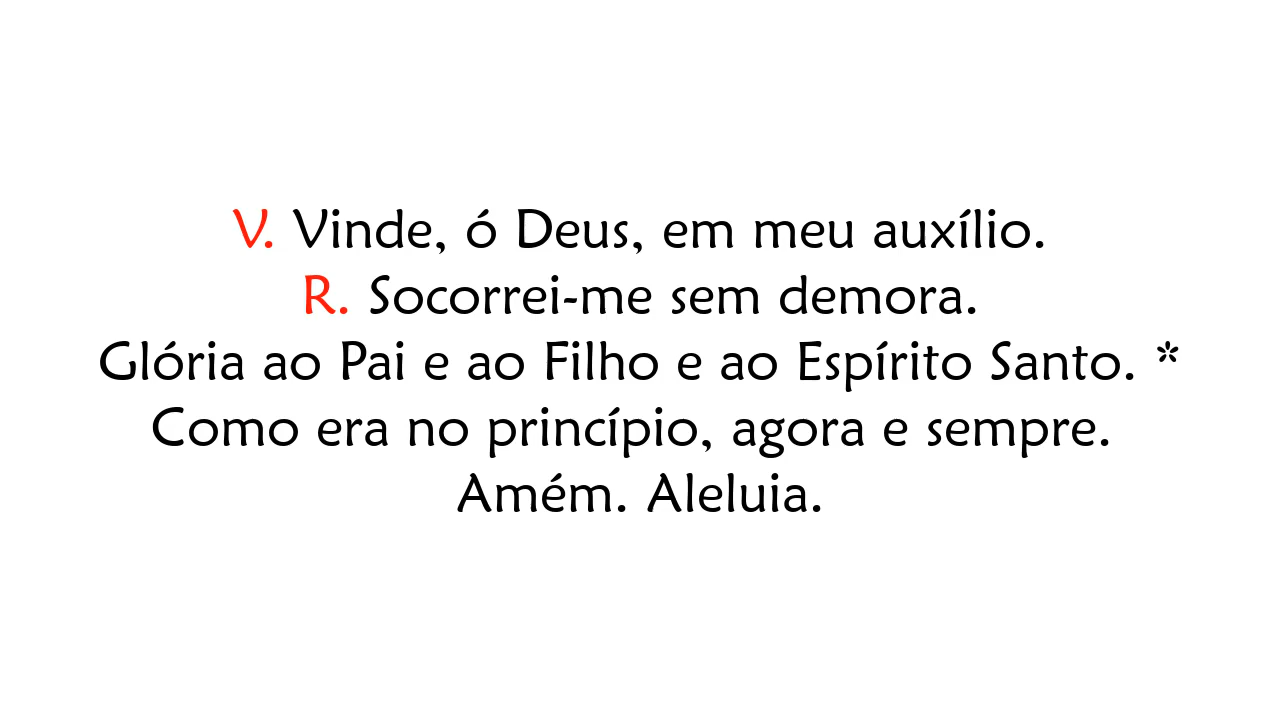 V. Vinde, ó Deus, em meu auxílio.
R. Socorrei-me sem demora.
Glória ao Pai e ao Filho e ao Espírito Santo. *
Como era no princípio, agora e sempre.
Amém. Aleluia.